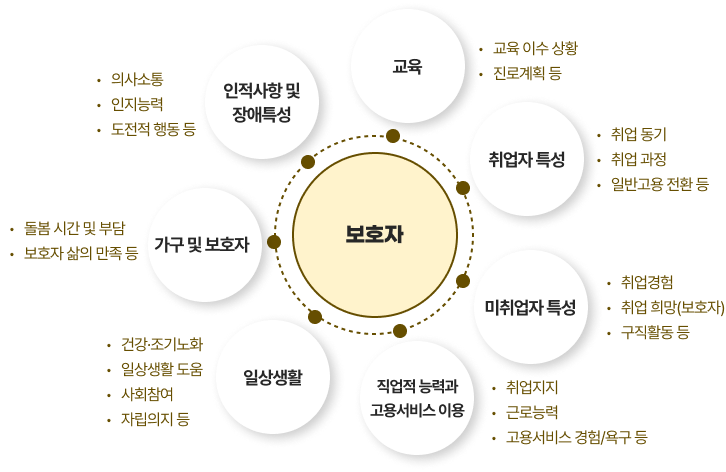 교육
• 교육 이수 상황
• 진로계획 등
인적사항 및
장애특성
• 의사소통
• 인지능력
• 도전적 행동 등
취업자 특성
• 취업 동기
• 취업 과정
• 일반고용 전환 등
보호자
가구 및 보호자
• 돌봄 시간 및 부담
• 보호자 삶의 만족 등
미취업자 특성
• 취업경험
• 취업 희망(보호자)
• 구직활동 등
일상생활
• 건강·조기노화
• 일상생활 도움
• 사회참여
• 자립의지 등
직업적 능력과
고용서비스 이용
• 취업지지
• 근로능력
• 고용서비스 경험/욕구 등